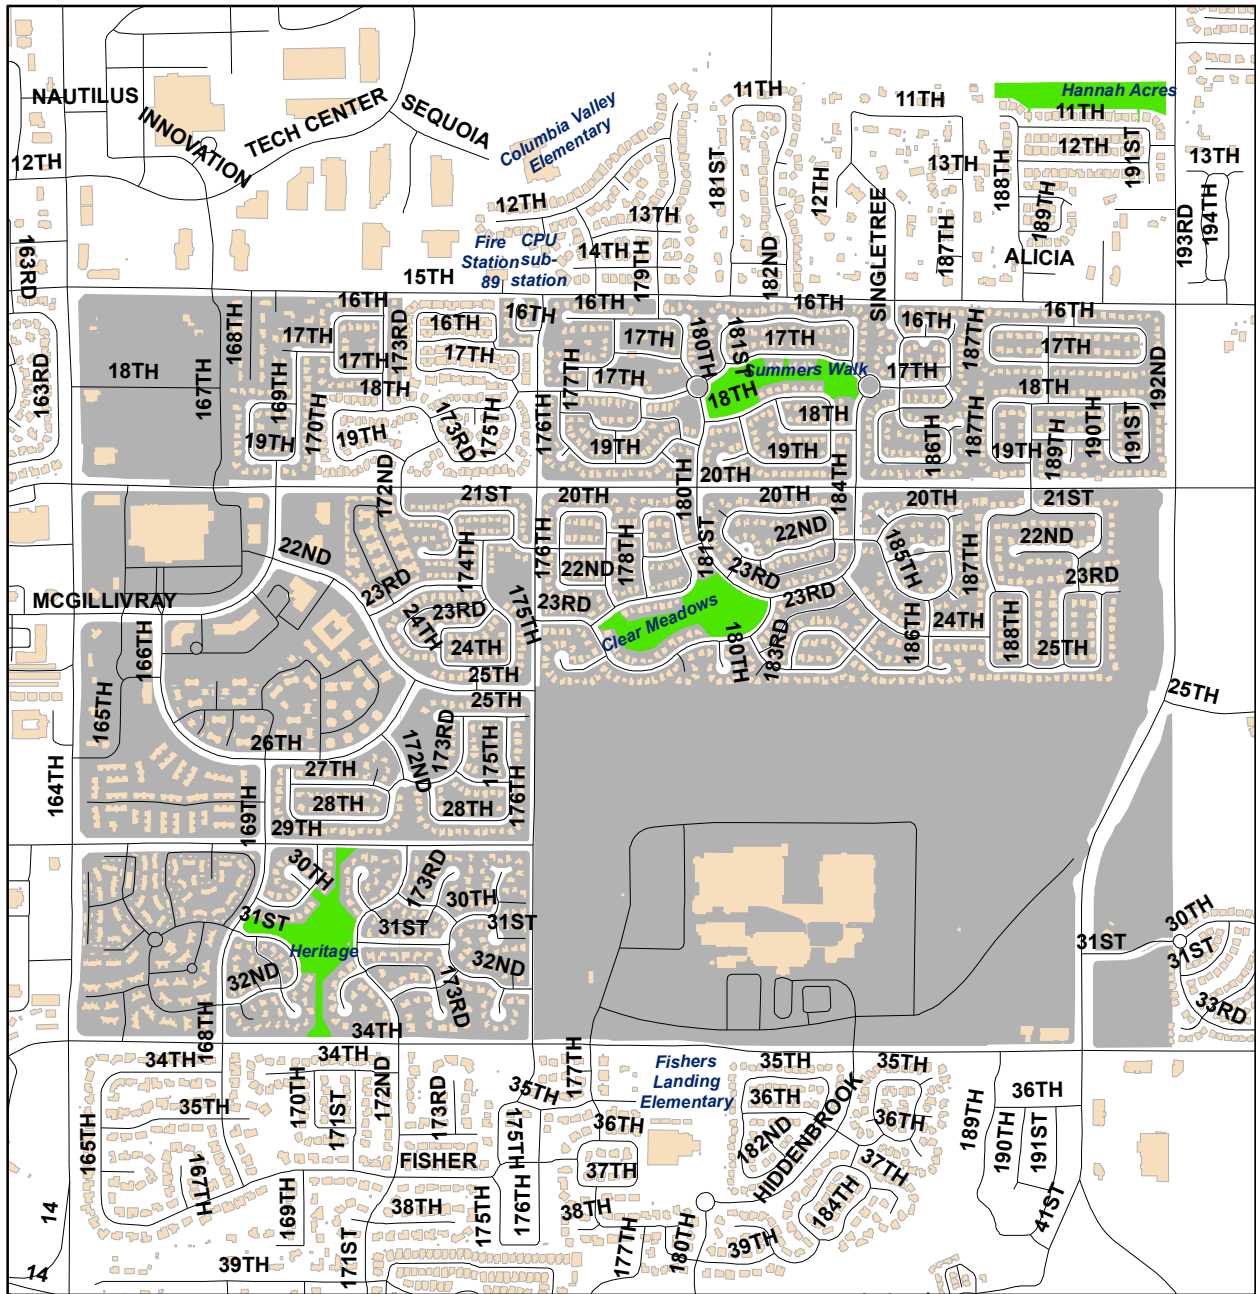 NAUTILUS
INNOVATION
TECH CENTER
SEQUOIA
Columbia Valley
Elementary
11TH
11TH
Hannah Acres
11TH
12TH
12TH
13TH
188TH
12TH
191ST
13TH
181ST
12TH
SINGLETREE
194TH
12TH
13TH
189TH
193RD
163RD
Fire
Station
89
CPU
sub-
station
14TH
179TH
182ND
187TH
ALICIA
15TH
16TH
16TH
16TH
16TH
16TH
16TH
16TH
168TH
17TH
173RD
17TH
17TH
180TH
181ST
17TH
187TH
17TH
163RD
18TH
167TH
17TH
18TH
177TH
17TH
Summers Walk
17TH
18TH
192ND
169TH
170TH
18TH
18TH
19TH
19TH
173RD
175TH
176TH
19TH
19TH
186TH
187TH
19TH
189TH
190TH
191ST
172ND
180TH
20TH
184TH
21ST
20TH
20TH
20TH
21ST
22ND
174TH
176TH
178TH
181ST
22ND
185TH
187TH
22ND
23RD
22ND
23RD
23RD
23RD
MCGILLIVRAY
24TH
23RD
175TH
23RD
Clear Meadows
186TH
24TH
188TH
166TH
24TH
180TH
183RD
25TH
165TH
25TH
25TH
25TH
26TH
172ND
173RD
175TH
164TH
27TH
176TH
169TH
28TH
28TH
29TH
30TH
173RD
30TH
30TH
31ST
31ST
31ST
31ST
31ST
Heritage
32ND
32ND
173RD
33RD
168TH
34TH
34TH
34TH
177TH
Fishers
Landing
Elementary
35TH
35TH
170TH
172ND
35TH
36TH
HIDDENBROOK
36TH
35TH
171ST
173RD
36TH
36TH
189TH
190TH
191ST
165TH
175TH
182ND
FISHER
37TH
37TH
197TH
169TH
38TH
175TH
176TH
38TH
184TH
41ST
14
171ST
177TH
180TH
39TH
39TH
14